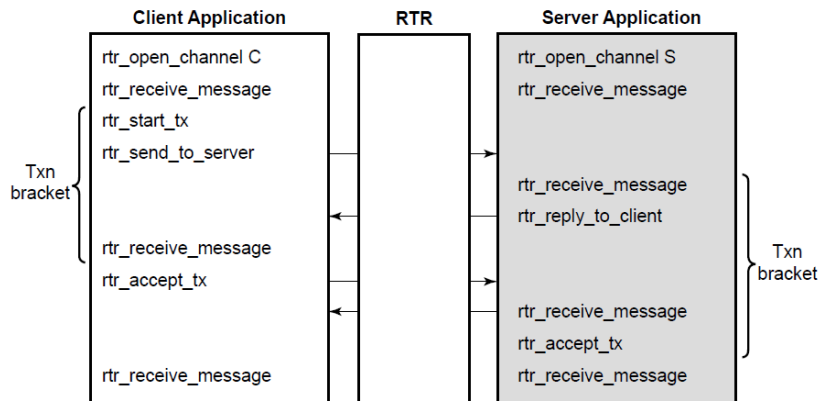 Client Application
RTR
Server Application
rtr_open_channel C
rtr_receive_message
rtr_start_tx
rtr_send_to_server
rtr_receive_message
rtr_accept_tx
rtr_receive_message
Txn
bracket
rtr_open_channel S
rtr_receive_message
rtr_receive_message
rtr_reply_to_client
rtr_receive_message
rtr_accept_tx
rtr_receive_message
Txn
bracket